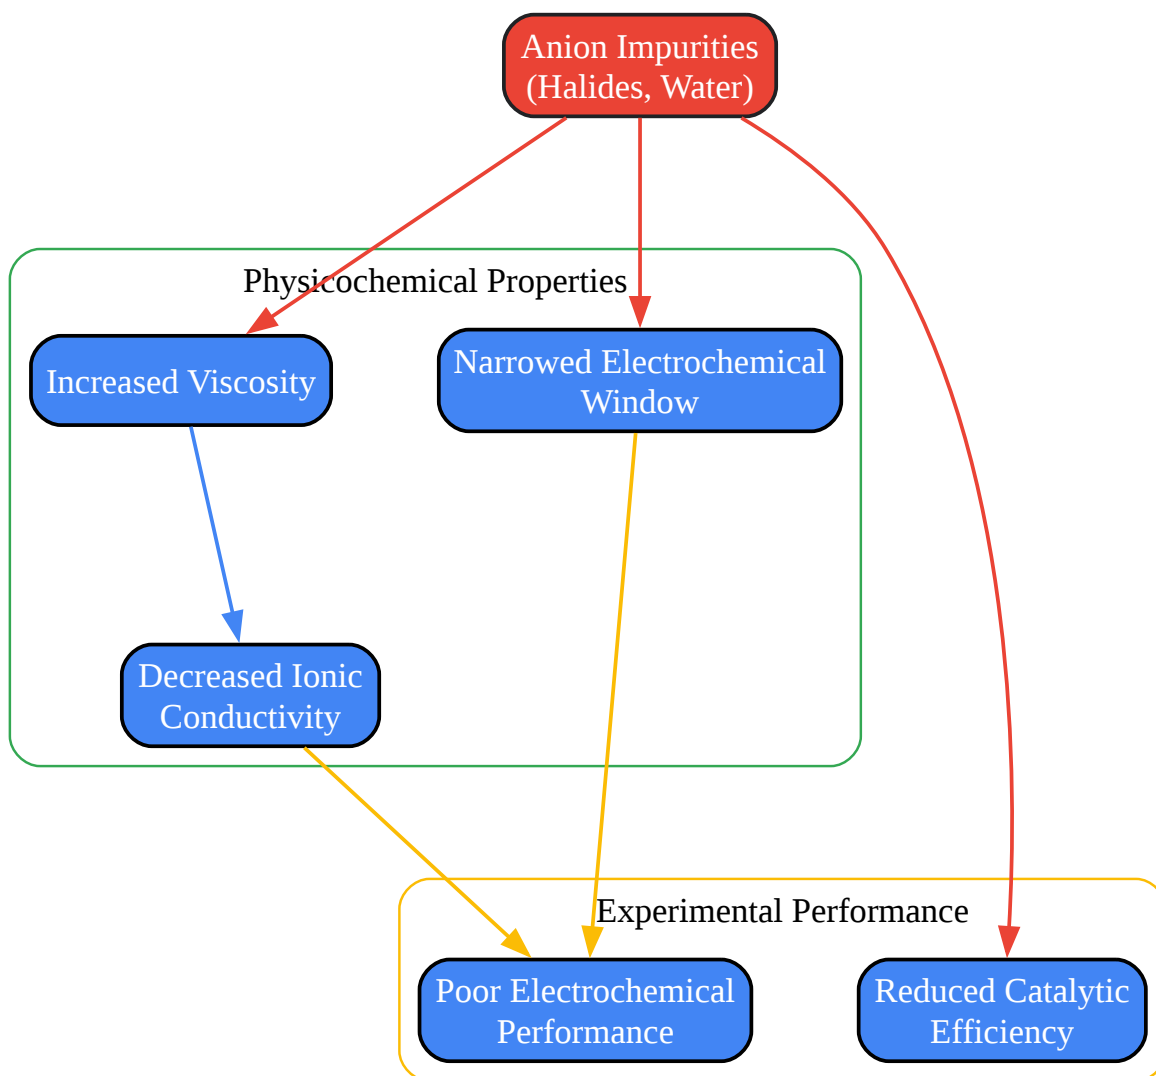 Anion Impurities
(Halides, Water)
Physicochemical Properties
Increased Viscosity
Narrowed Electrochemical
Window
Decreased Ionic
Conductivity
Experimental Performance
Poor Electrochemical
Performance
Reduced Catalytic
Efficiency